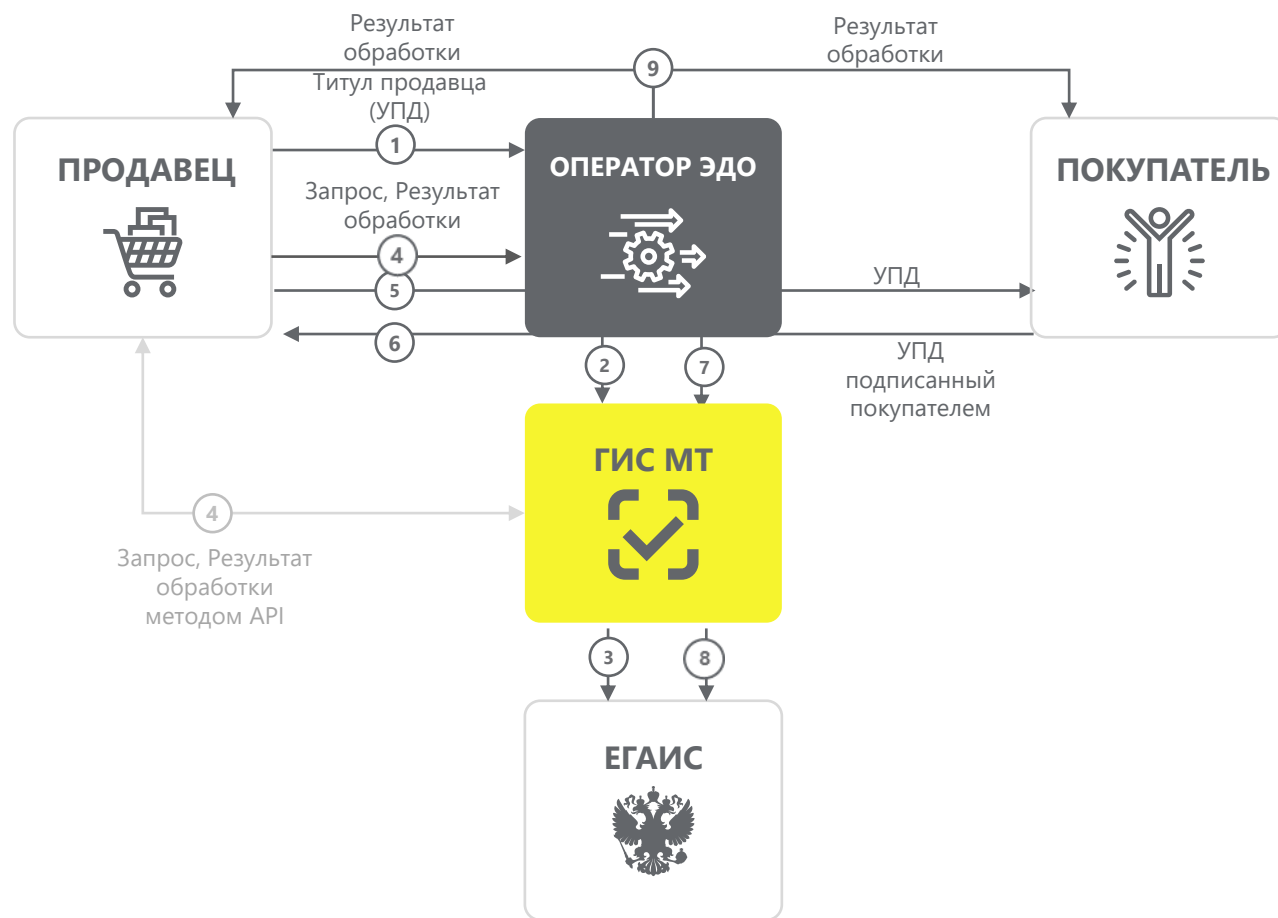 Результат
обработки
Результат
обработки
9
Титул продавца
(УПД)
1
ПРОДАВЕЦ
ОПЕРАТОР ЭДО
ПОКУПАТЕЛЬ
Запрос, Результат
обработки
4
5
УПД
6
УПД
подписанный
покупателем
2
7
ГИС МТ
4
Запрос, Результат
обработки
методом API
3
8
ЕГАИС